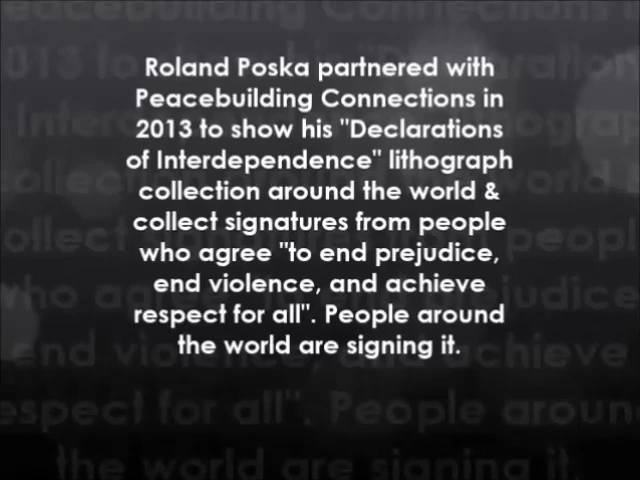 Roland Poska partnered with
Peacebuilding Connections in
2013 to show his "Declarations
of Interdependence" lithograph
collection around the world &
collect signatures from people
who agree "to end prejudice,
end violence, and achieve
respect for all". People around
the world are signing it.